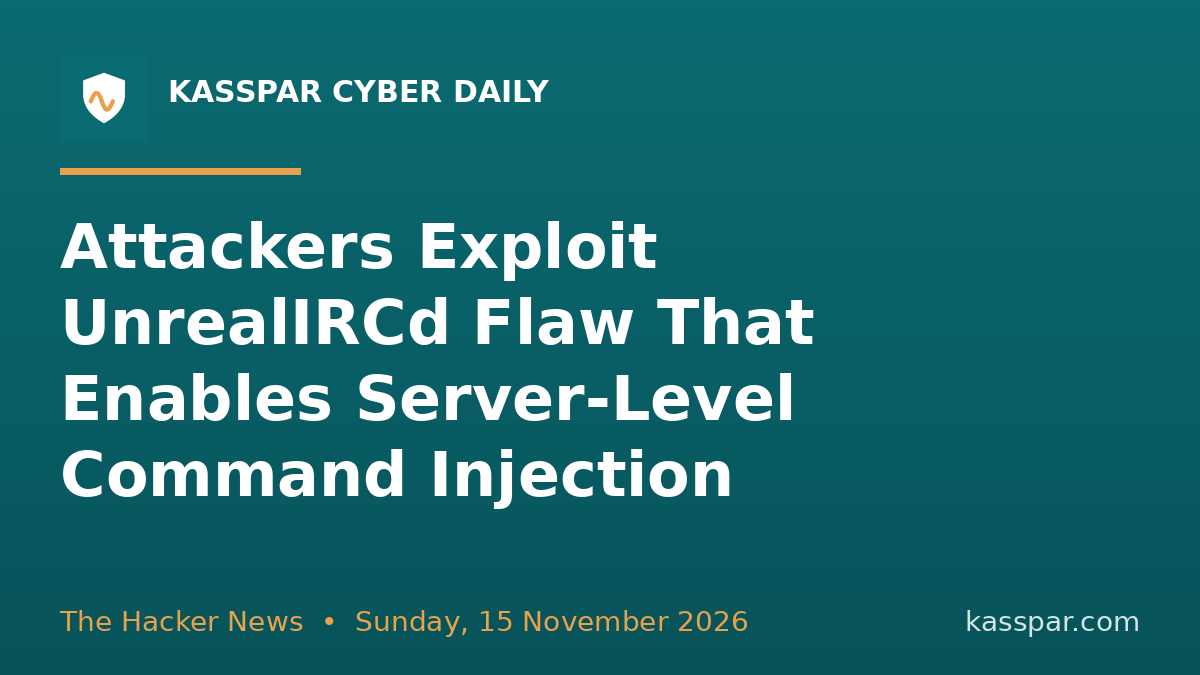 KASSPAR CYBER DAILY
Attackers Exploit
UnrealIRCd Flaw That
Enables Server-Level
Command Injection
The Hacker News • Sunday, 15 November 2026
kasspar.com